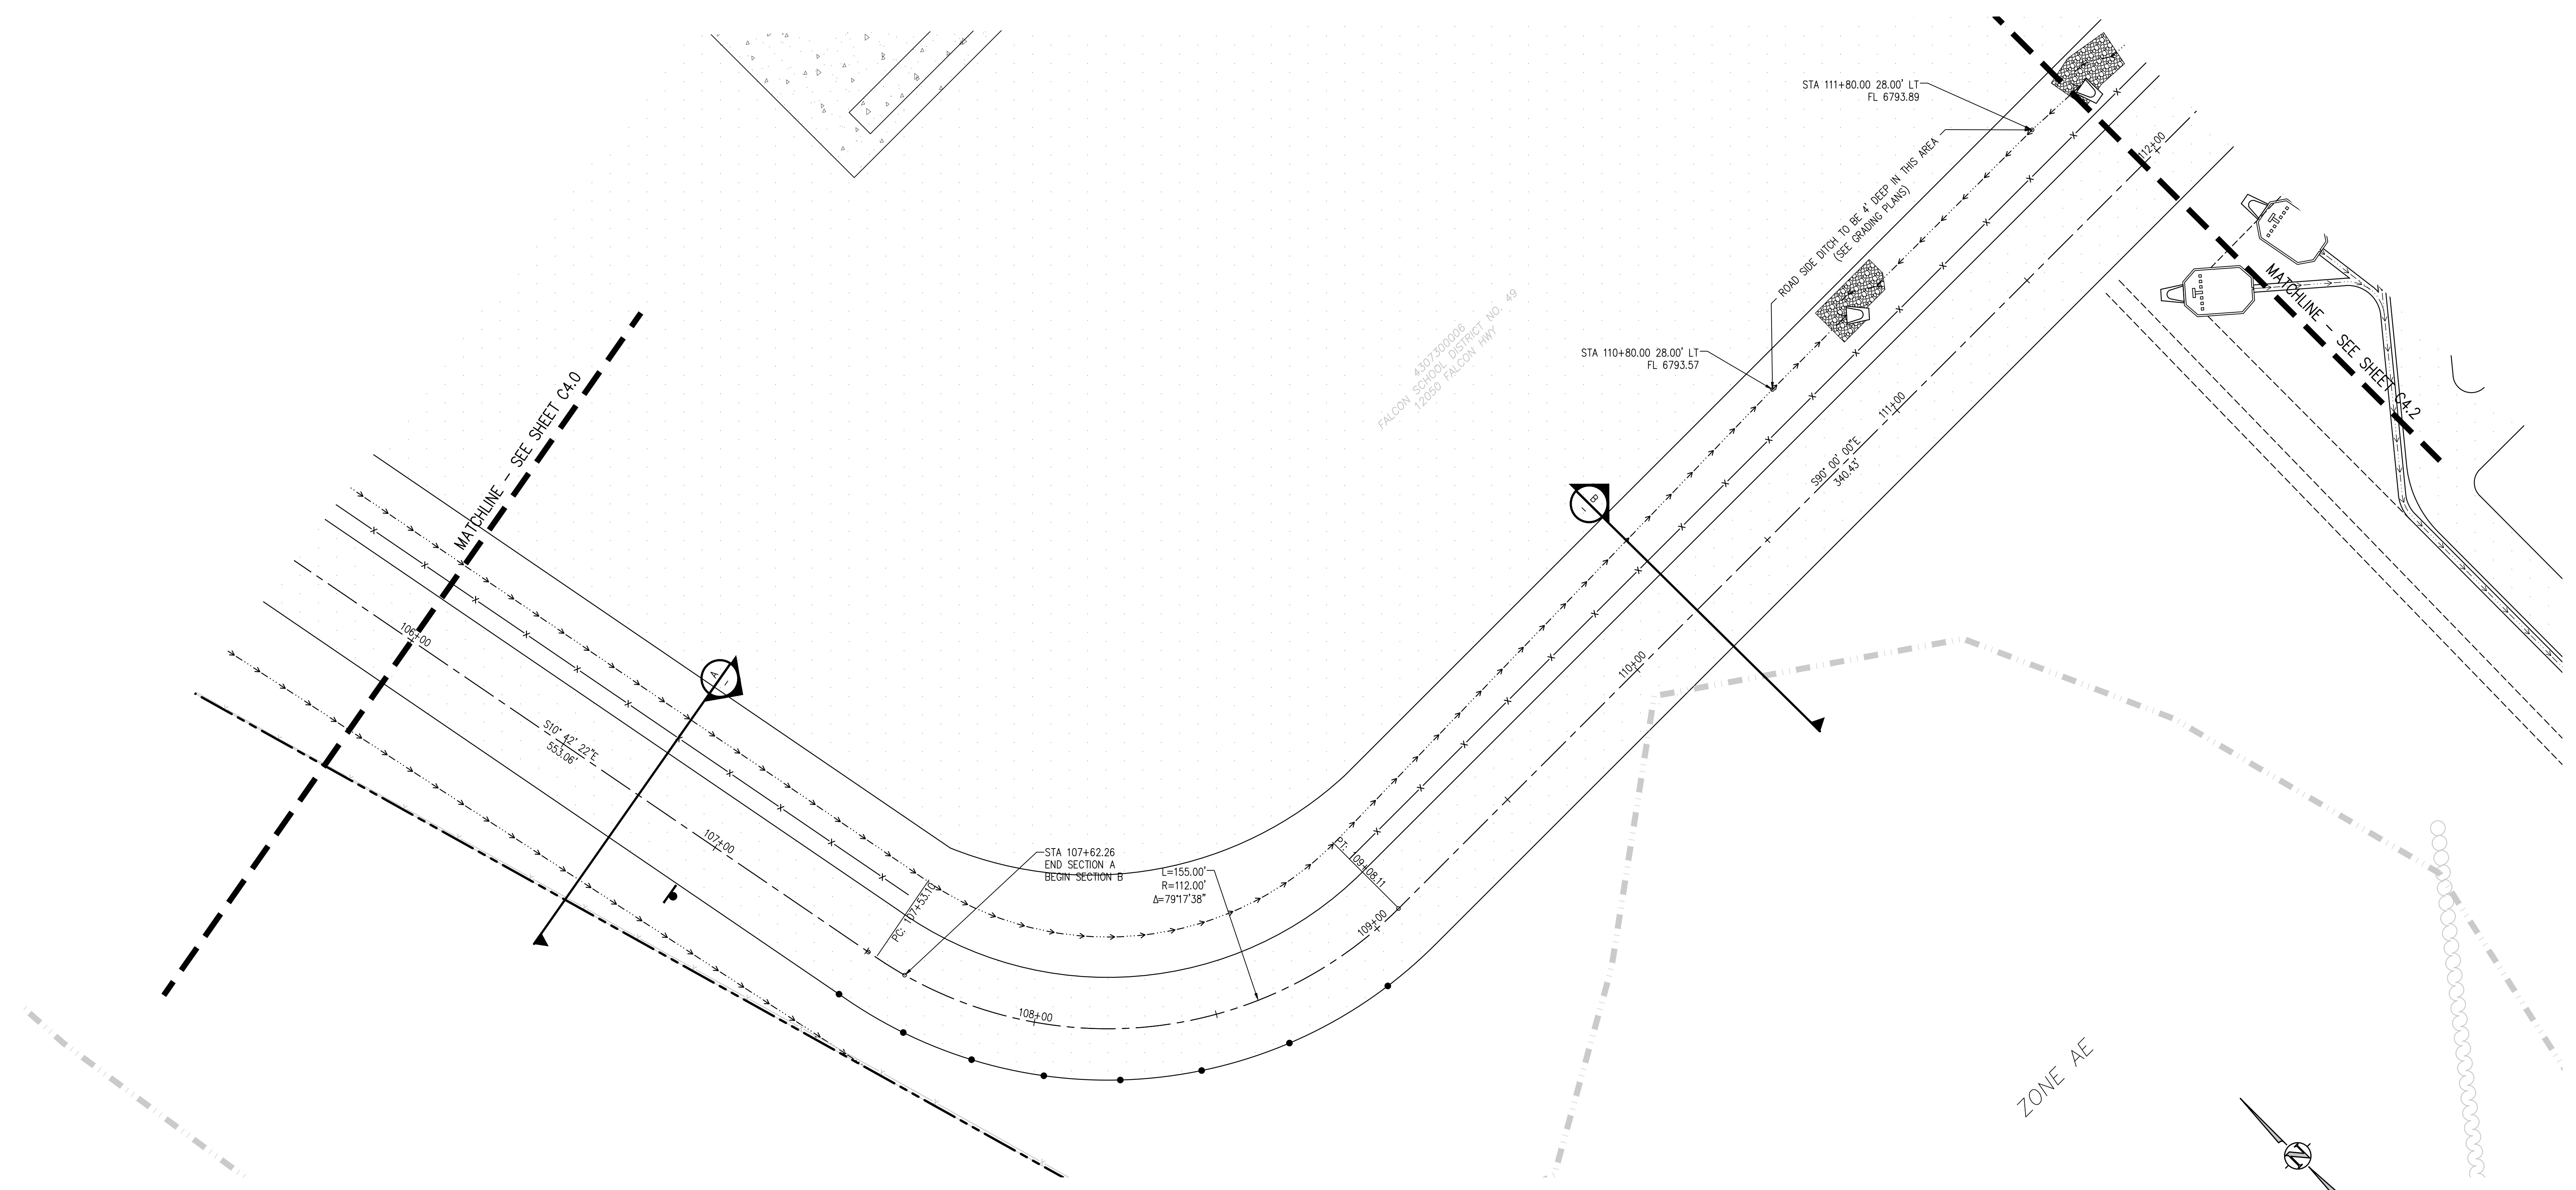 STA 111+80.00 28.00' LT
FL 6793.89
ROAD SIDE DITCH TO BE 4' DEEP IN THIS AREA
(SEE GRADING PLANS)
112+00
MATCHLINE - SEE SHEET C4.2
STA 110+80.00 28.00' LT
FL 6793.57
4307300006
FALCON SCHOOL DISTRICT NO. 49
12050 FALCON HWY
111+00
S90° 00' 00"E
340.43'
B
-
110+00
MATCHLINE - SEE SHEET C4.0
106+00
A
-
S10° 42' 22"E
553.06'
107+00
STA 107+62.26
END SECTION A
BEGIN SECTION B
PC: 107+53.10
L=155.00'
R=112.00'
Δ=79°17'38"
PT: 109+08.11
109+00
108+00
ZONE AE
N